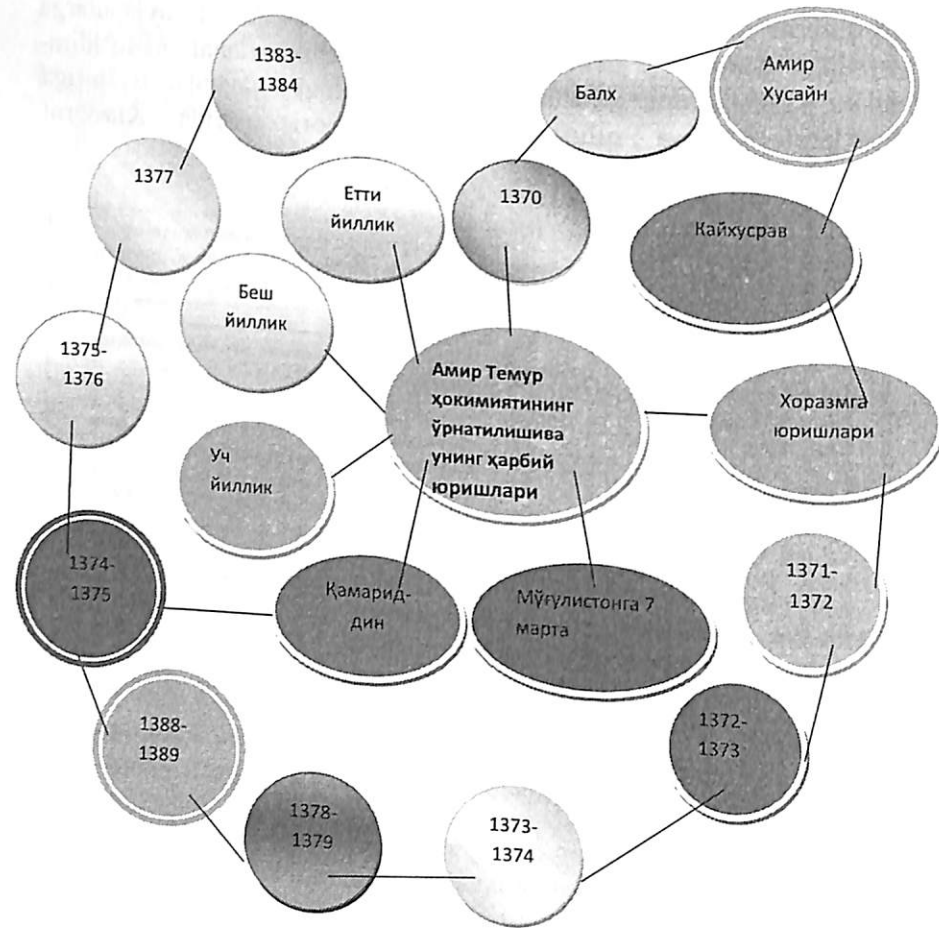 1383-
1384
Амир
Хусайн
Балх
1377
Етти
йиллик
1370
Кайхусрав
Беш
йиллик
1375-
1376
Амир Темур
ҳокимиятининг
ўрнатилишива
унинг ҳарбий
юришлари
Хоразмга
юришлари
Уч
йиллик
1374-
1375
Қамарид-
дин
Мўғулистонга 7
марта
1371-
1372
1388-
1389
1372-
1373
1378-
1379
1373-
1374